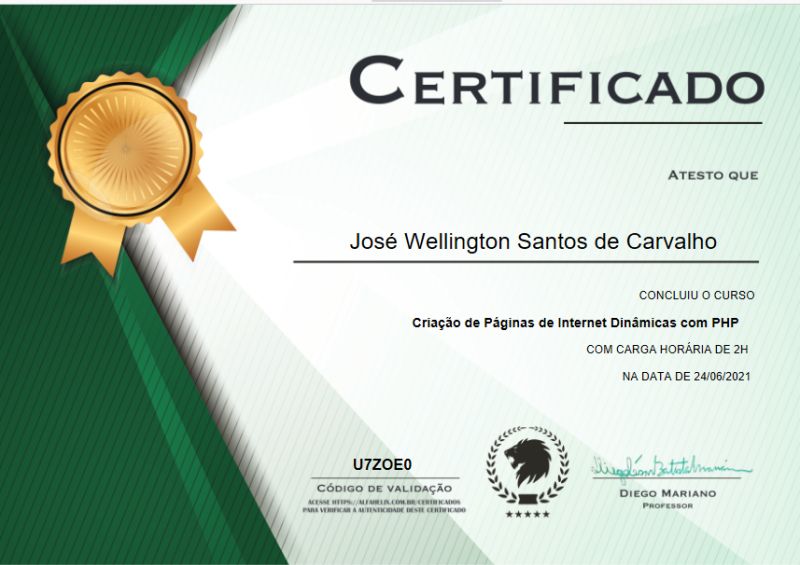 CERTIFICADO
ATESTO QUE
José Wellington Santos de Carvalho
CONCLUIU O CURSO
Criação de Páginas de Internet Dinâmicas com PHP
COM CARGA HORÁRIA DE 2H
NA DATA DE 24/06/2021
U7ZOE0
CÓDIGO DE VALIDAÇÃO
ACESSE HTTPS://ALFAHELIX.COM.BR/CERTIFICADOS
PARA VERIFICAR A AUTENTICIDADE DESTE CERTIFICADO
DIEGO MARIANO
PROFESSOR